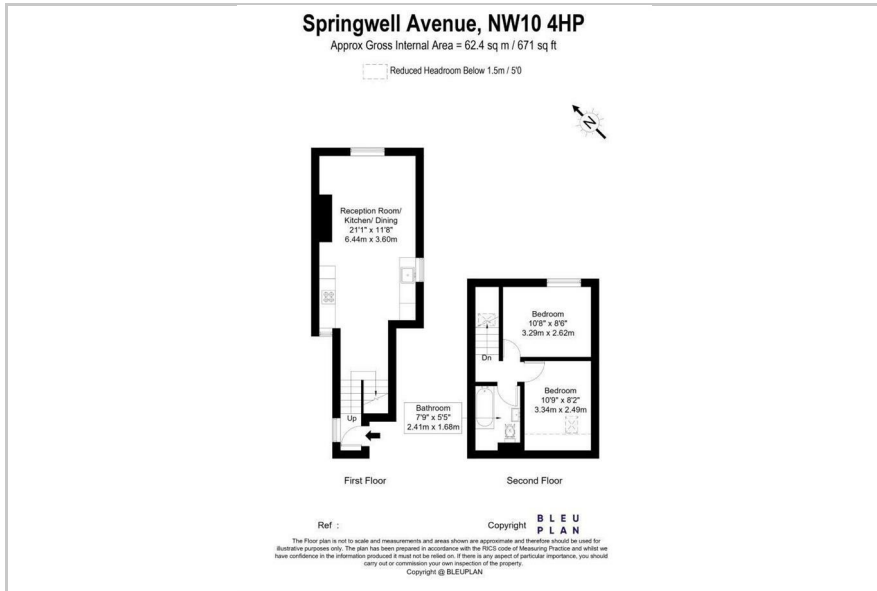 Springwell Avenue, NW10 4HP
Approx Gross Internal Area = 62.4 sq m / 671 sq ft
Reduced Headroom Below 1.5m / 5'0
N
Reception Room/
Kitchen/ Dining
21'1" x 11'8"
6.44m x 3.60m
Up
First Floor
Bedroom
10'8" x 8'6"
3.29m x 2.62m
Dn
Bedroom
10'9" x 8'2"
3.34m x 2.49m
Bathroom
7'9" x 5'5"
2.41m x 1.68m
Second Floor
Ref :
Copyright
BLEU
PLAN
The Floor plan is not to scale and measurements and areas shown are approximate and therefore should be used for
illustrative purposes only. The plan has been prepared in accordance with the RICS code of Measuring Practice and whilst we
have confidence in the information produced it must not be relied on. If there is any aspect of particular importance, you should
carry out or commission your own inspection of the property.
Copyright @ BLEUPLAN